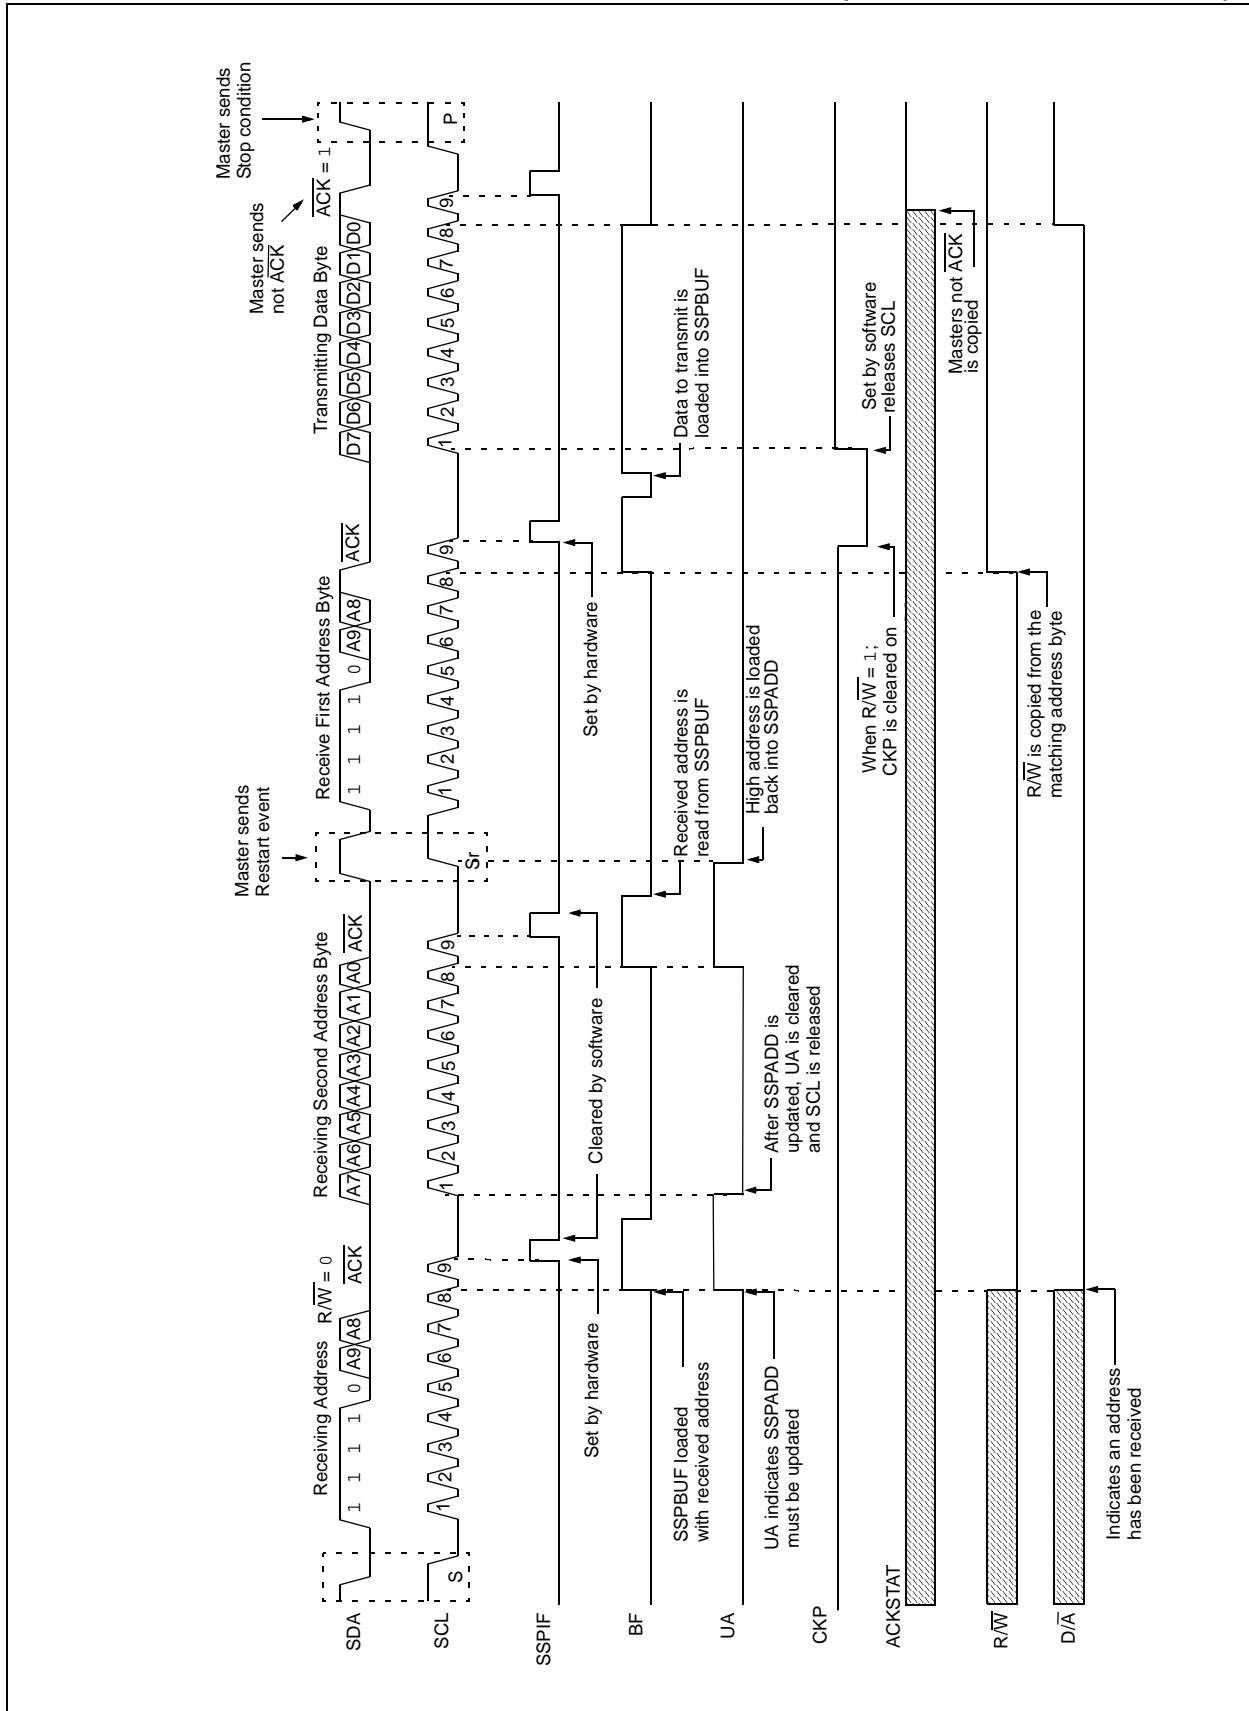 Master sends
Stop condition
Master sends
not ACK
Master sends
Restart event
Receiving Address R/W = 0
Receiving Second Address Byte
Receive First Address Byte
Transmitting Data Byte
ACK = 1
SDA
1 1 1 1 0 A9 A8 ACK
A7 A6 A5 A4 A3 A2 A1 A0 ACK
1 1 1 1 0 A9 A8 ACK
D7 D6 D5 D4 D3 D2 D1 D0
SCL
S
1 2 3 4 5 6 7 8 9
1 2 3 4 5 6 7 8 9
Sr
1 2 3 4 5 6 7 8 9
1 2 3 4 5 6 7 8 9
P
SSPIF
Set by hardware
Cleared by software
Set by hardware
BF
SSPBUF loaded
with received address
Received address is
read from SSPBUF
Data to transmit is
loaded into SSPBUF
UA
UA indicates SSPADD
must be updated
After SSPADD is
updated, UA is cleared
and SCL is released
High address is loaded
back into SSPADD
CKP
When R/W = 1;
CKP is cleared on
Set by software
releases SCL
ACKSTAT
Masters not ACK
is copied
R/W
R/W is copied from the
matching address byte
D/A
Indicates an address
has been received